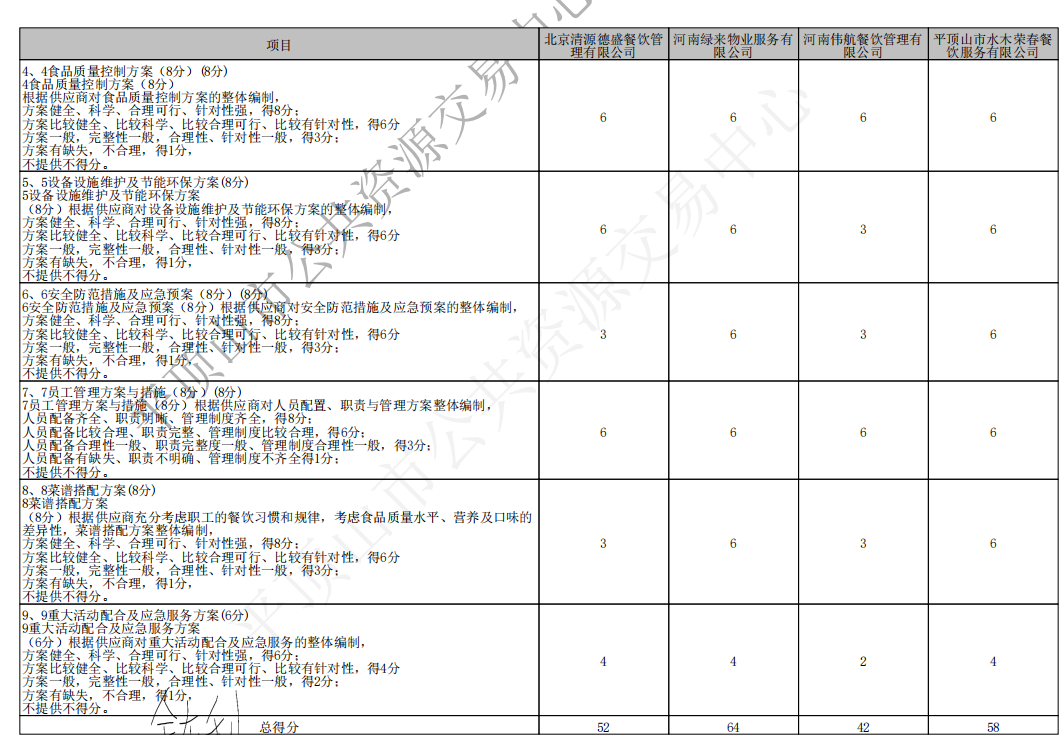 项目
北京清源德盛餐饮管
理有限公司
河南绿来物业服务有
限公司
河南伟航餐饮管理有
限公司
平顶山市水木荣春餐
饮服务有限公司
4、4食品质量控制方案（8分）(8分)
4食品质量控制方案（8分）
根据供应商对食品质量控制方案的整体编制，
方案健全、科学、合理可行、针对性强，得8分；
方案比较健全、比较科学、比较合理可行、比较有针对性，得6分
方案一般，完整性一般，合理性、针对性一般，得3分；
方案有缺失，不合理，得1分，
不提供不得分。
6
6
6
6
5、5设备设施维护及节能环保方案(8分)
5设备设施维护及节能环保方案
（8分）根据供应商对设备设施维护及节能环保方案的整体编制，
方案健全、科学、合理可行、针对性强，得8分；
方案比较健全、比较科学、比较合理可行、比较有针对性，得6分
方案一般，完整性一般，合理性、针对性一般，得3分；
方案有缺失，不合理，得1分，
不提供不得分。
6
6
3
6
6、6安全防范措施及应急预案（8分）(8分)
6安全防范措施及应急预案（8分）根据供应商对安全防范措施及应急预案的整体编制，
方案健全、科学、合理可行、针对性强，得8分；
方案比较健全、比较科学、比较合理可行、比较有针对性，得6分
方案一般，完整性一般，合理性、针对性一般，得3分；
方案有缺失，不合理，得1分，
不提供不得分。
3
6
3
6
7、7员工管理方案与措施（8分）(8分)
7员工管理方案与措施（8分）根据供应商对人员配置、职责与管理方案整体编制，
人员配备齐全、职责明晰、管理制度齐全，得8分；
人员配备比较合理、职责完整、管理制度比较合理，得6分；
人员配备合理性一般、职责完整度一般、管理制度合理性一般，得3分；
人员配备有缺失、职责不明确、管理制度不齐全得1分；
不提供不得分。
6
6
6
6
8、8菜谱搭配方案(8分)
8菜谱搭配方案
（8分）根据供应商充分考虑职工的餐饮习惯和规律，考虑食品质量水平、营养及口味的
差异性，菜谱搭配方案整体编制，
方案健全、科学、合理可行、针对性强，得8分；
方案比较健全、比较科学、比较合理可行、比较有针对性，得6分
方案一般，完整性一般，合理性、针对性一般，得3分；
方案有缺失，不合理，得1分，
不提供不得分。
3
6
3
6
9、9重大活动配合及应急服务方案(6分)
9重大活动配合及应急服务方案
（6分）根据供应商对重大活动配合及应急服务的整体编制，
方案健全、科学、合理可行、针对性强，得6分；
方案比较健全、比较科学、比较合理可行、比较有针对性，得4分
方案一般，完整性一般，合理性、针对性一般，得2分；
方案有缺失，不合理，得1分，
不提供不得分。
4
4
2
4
总得分
52
64
42
58
平顶山市公共资源交易中心
平顶山市公共资源交易中心